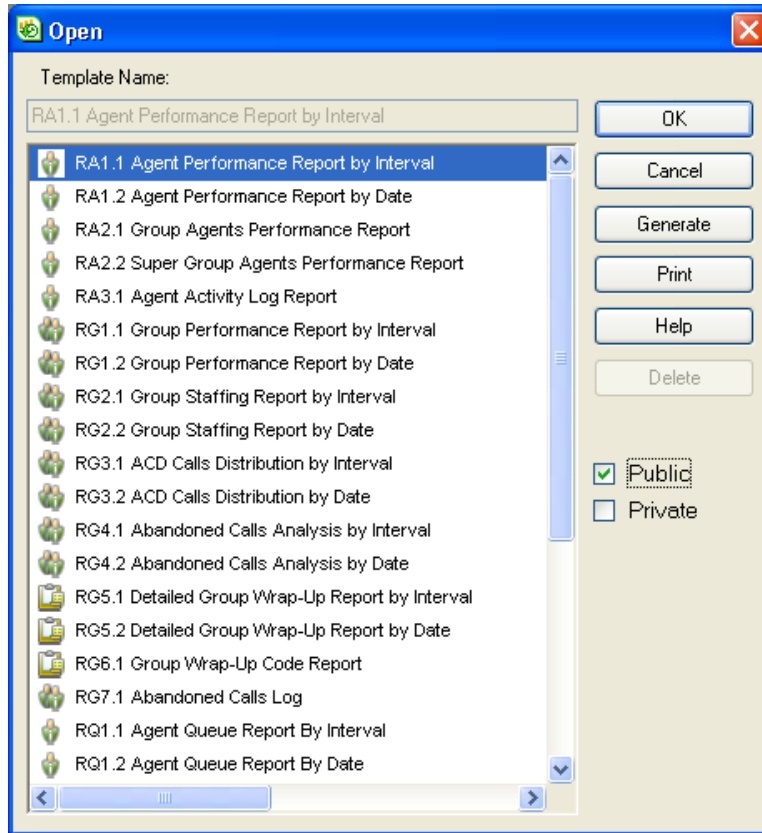 Open
Template Name:
RA1.1 Agent Performance Report by Interval
RA1.1 Agent Performance Report by Interval
RA1.2 Agent Performance Report by Date
RA2.1 Group Agents Performance Report
RA2.2 Super Group Agents Performance Report
RA3.1 Agent Activity Log Report
RG1.1 Group Performance Report by Interval
RG1.2 Group Performance Report by Date
RG2.1 Group Staffing Report by Interval
RG2.2 Group Staffing Report by Date
RG3.1 ACD Calls Distribution by Interval
RG3.2 ACD Calls Distribution by Date
RG4.1 Abandoned Calls Analysis by Interval
RG4.2 Abandoned Calls Analysis by Date
RG5.1 Detailed Group Wrap-Up Report by Interval
RG5.2 Detailed Group Wrap-Up Report by Date
RG6.1 Group Wrap-Up Code Report
RG7.1 Abandoned Calls Log
RQ1.1 Agent Queue Report By Interval
RQ1.2 Agent Queue Report By Date
OK
Cancel
Generate
Print
Help
Delete
Public
Private